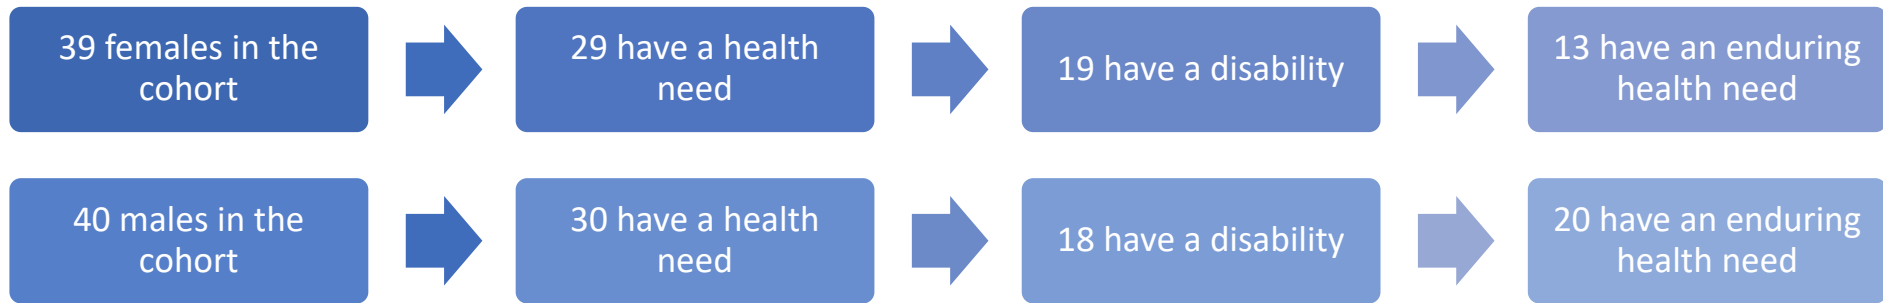 39 females in the
cohort
29 have a health
need
19 have a disability
13 have an enduring
health need
40 males in the
cohort
30 have a health
need
18 have a disability
20 have an enduring
health need